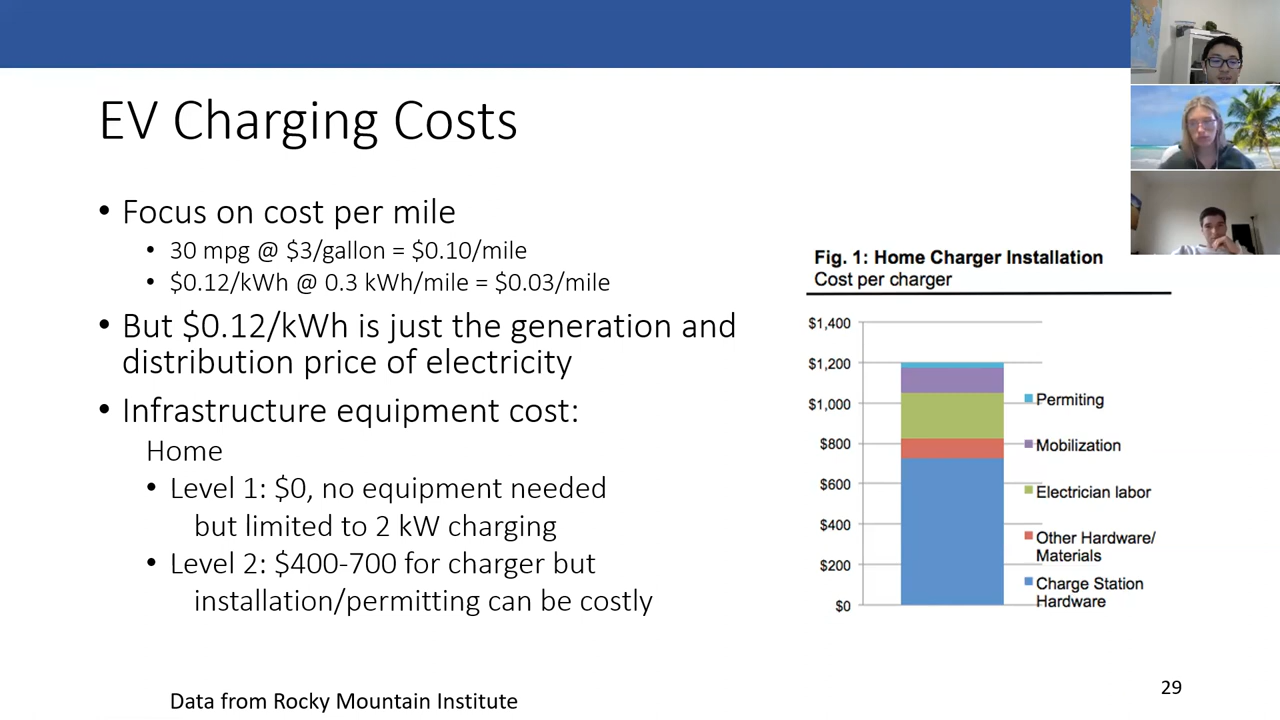 EV Charging Costs
• Focus on cost per mile
• 30 mpg @ $3/gallon = $0.10/mile
• $0.12/kWh @ 0.3 kWh/mile = $0.03/mile
• But $0.12/kWh is just the generation and
distribution price of electricity
• Infrastructure equipment cost:
Home
• Level 1: $0, no equipment needed
but limited to 2 kW charging
• Level 2: $400-700 for charger but
installation/permitting can be costly
Fig. 1: Home Charger Installation
Cost per charger
$1,400
$1,200
$1,000
$800
$600
$400
$200
$0
Permiting
Mobilization
Electrician labor
Other Hardware/
Materials
Charge Station
Hardware
Data from Rocky Mountain Institute
29